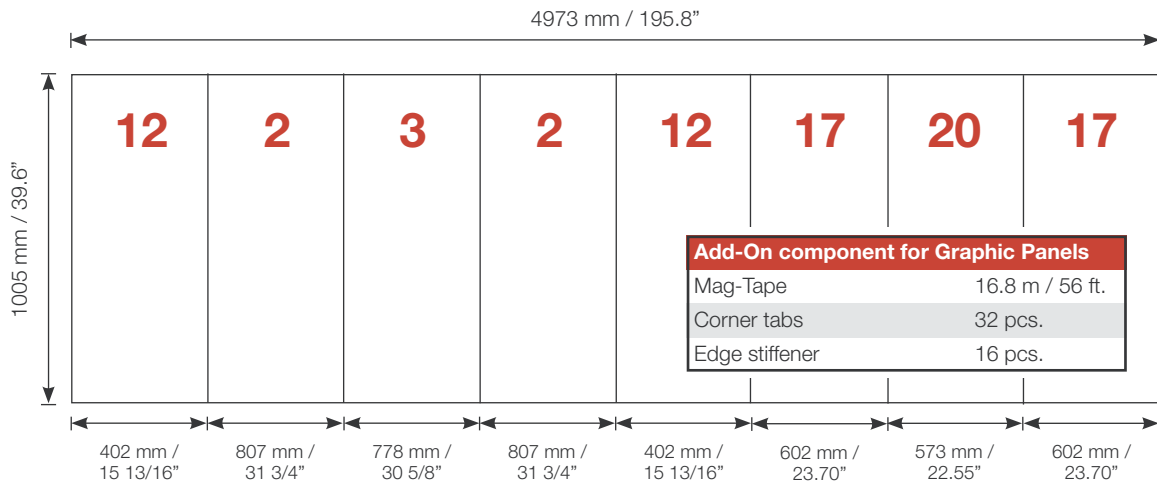 4973 mm / 195.8”
1005 mm / 39.6”
12 2 3 2 12 17 20 17
Add-On component for Graphic Panels
Mag-Tape 16.8 m / 56 ft.
Corner tabs 32 pcs.
Edge stiffener 16 pcs.
402 mm /
15 13/16”
807 mm /
31 3/4”
778 mm /
30 5/8”
807 mm /
31 3/4”
402 mm /
15 13/16”
602 mm /
23.70”
573 mm /
22.55”
602 mm /
23.70”